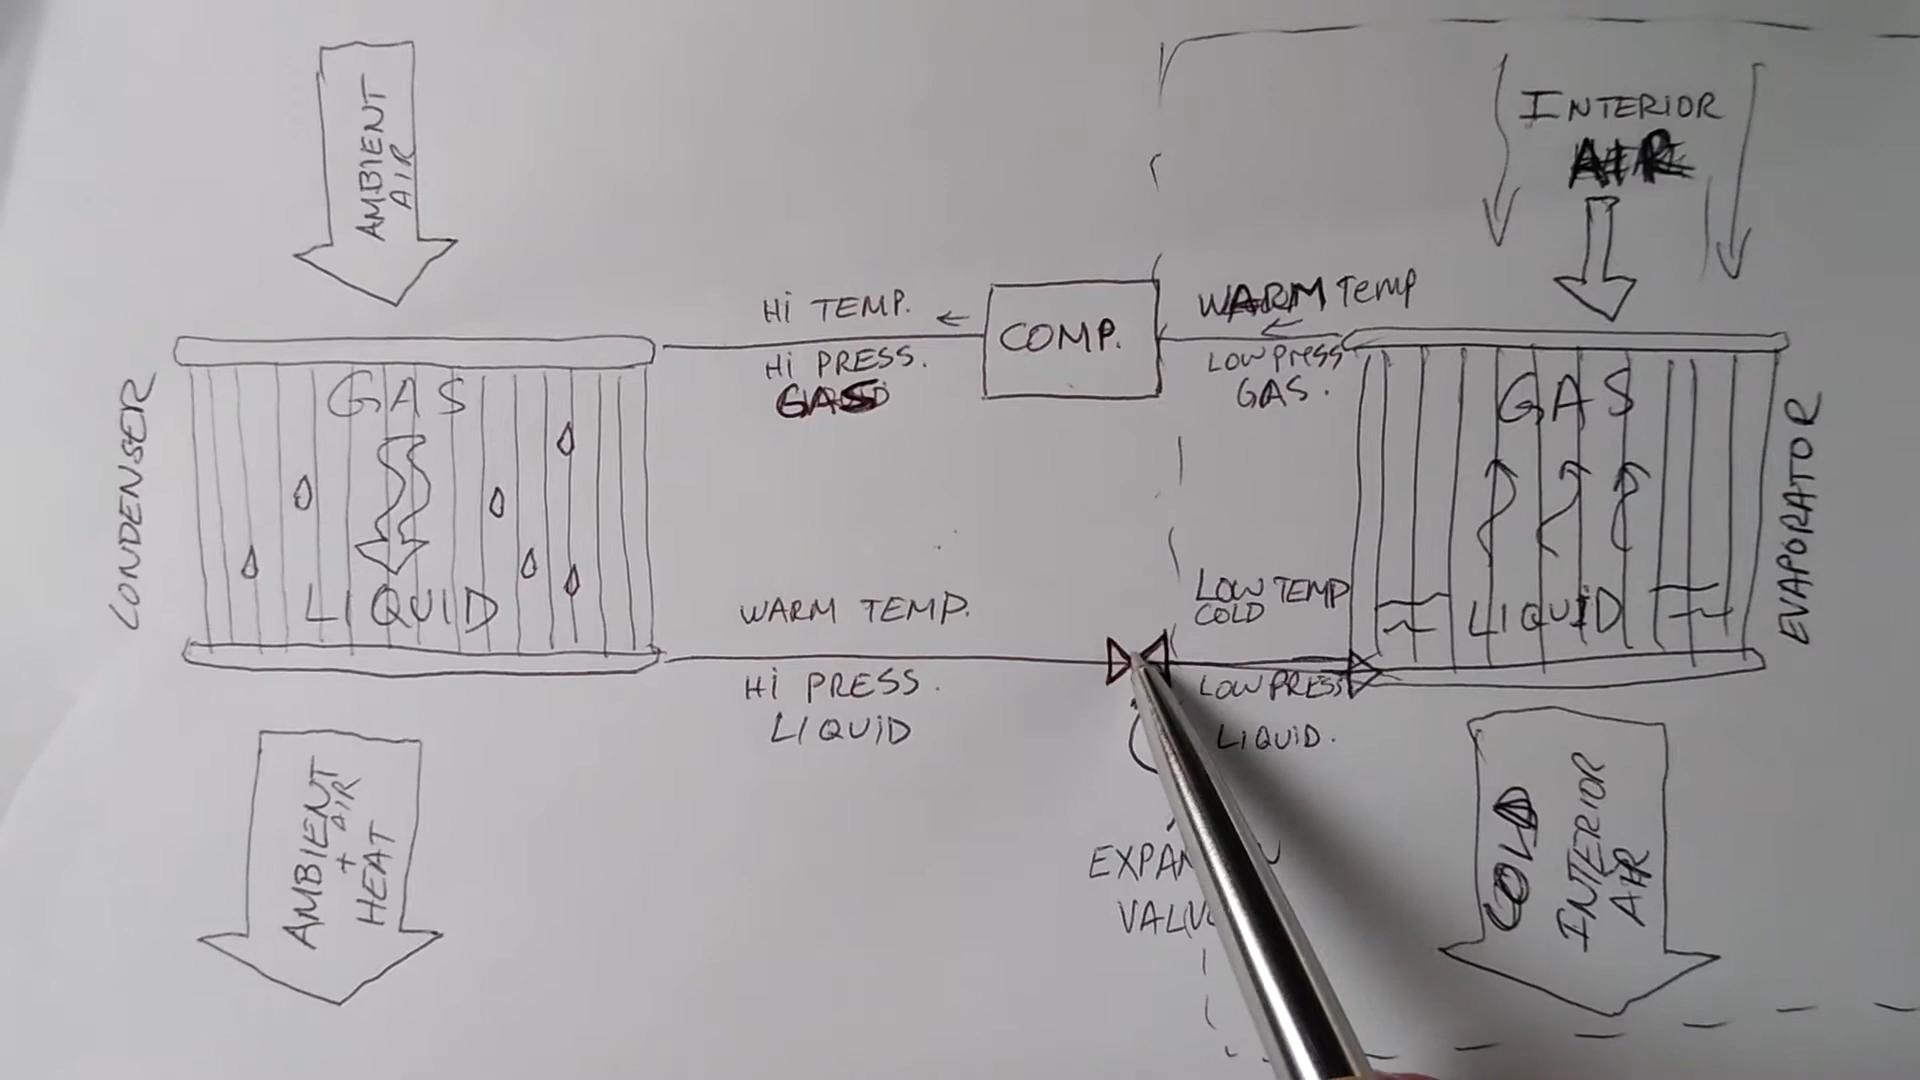 AMBIENT
AIR
INTERIOR
AIR
HI TEMP.
HI PRESS.
GAS
COMP.
WARM Temp
LOW PRESS
GAS.
CONDENSER
GAS
LIQUID
GAS
LIQUID
EVAPORATOR
WARM TEMP.
HI PRESS.
LIQUID
LOW TEMP
COLD
LOW PRESS
LIQUID.
VALV
AMBIENT
AIR
+
HEAT
COLD
INTERIOR
AIR